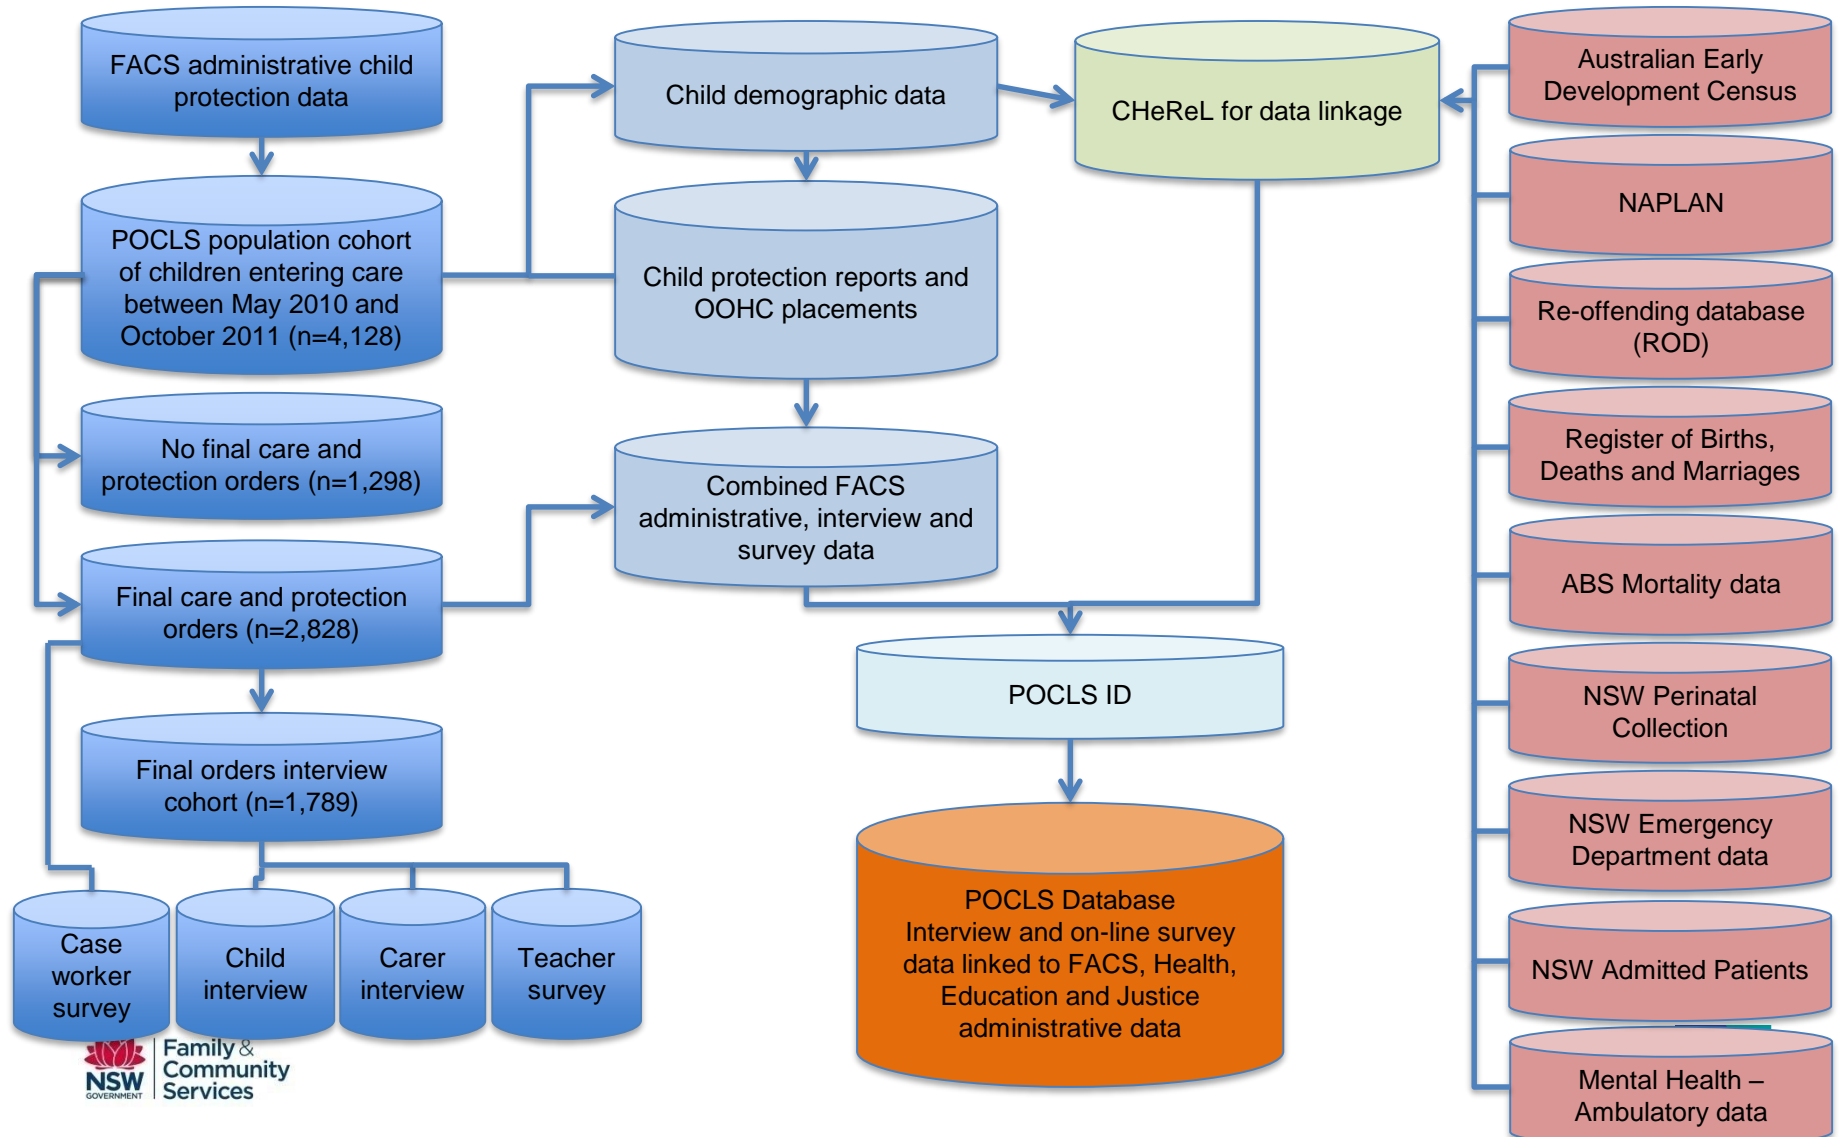 FACS administrative child
protection data
POCLS population cohort
of children entering care
between May 2010 and
October 2011 (n=4,128)
No final care and
protection orders (n=1,298)
Final care and protection
orders (n=2,828)
Final orders interview
cohort (n=1,789)
Case
worker
survey
Child
interview
Carer
interview
Teacher
survey
Child demographic data
Child protection reports and
OOHC placements
Combined FACS
administrative, interview and
survey data
CHeReL for data linkage
POCLS ID
POCLS Database
Interview and on-line survey
data linked to FACS, Health,
Education and Justice
administrative data
Australian Early
Development Census
NAPLAN
Re-offending database
(ROD)
Register of Births,
Deaths and Marriages
ABS Mortality data
NSW Perinatal
Collection
NSW Emergency
Department data
NSW Admitted Patients
Mental Health –
Ambulatory data
NSW
GOVERNMENT
Family &
Community
Services